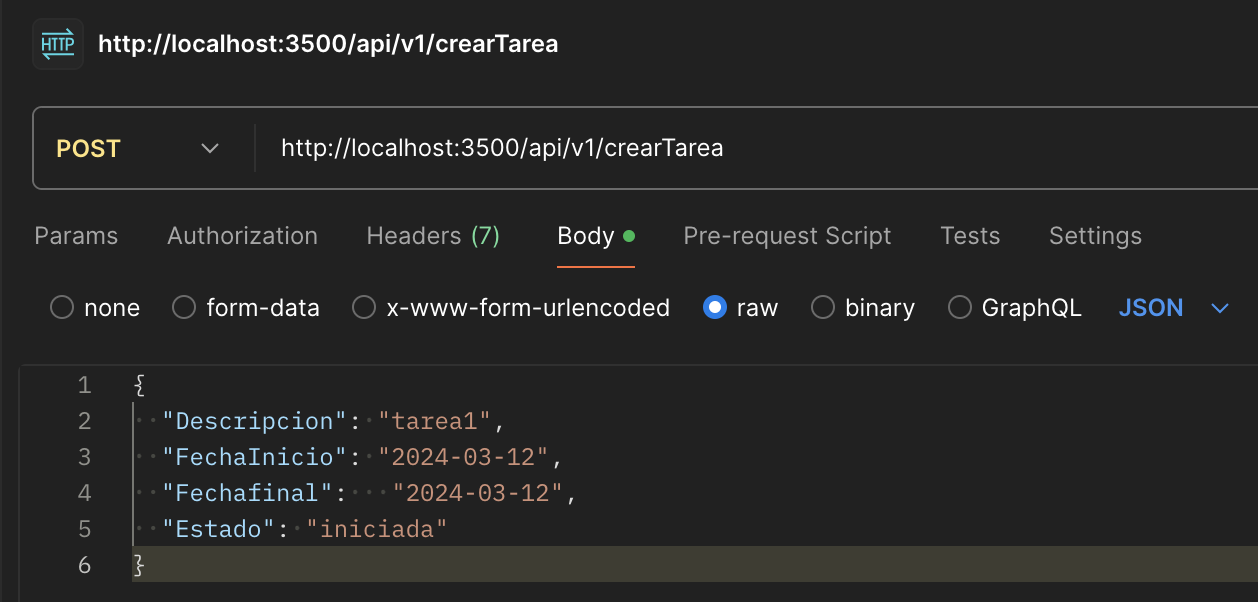 HTTP http://localhost:3500/api/v1/crearTarea
POST http://localhost:3500/api/v1/crearTarea
Params Authorization Headers (7) Body Pre-request Script Tests Settings
none form-data x-www-form-urlencoded raw binary GraphQL JSON
1 {
2 "Descripcion": "tarea1",
3 "FechaInicio": "2024-03-12",
4 "Fechafinal":   "2024-03-12",
5 "Estado": "iniciada"
6 }